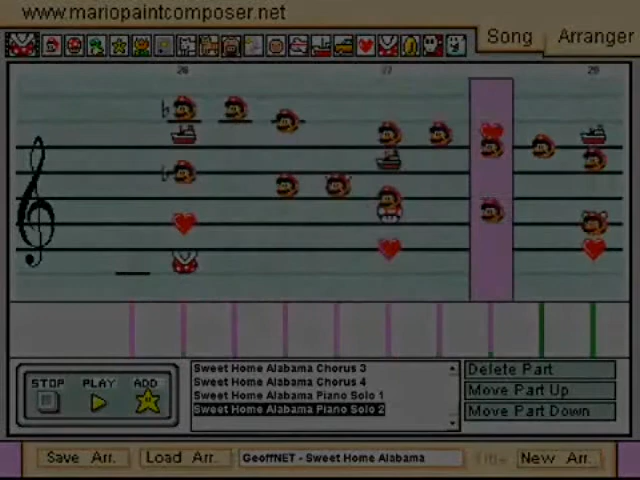 www.mariopaintcomposer.net
Song
Arranger
26
27
STOP
PLAY
ADD
Sweet Home Alabama Chorus 3
Sweet Home Alabama Chorus 4
Sweet Home Alabama Piano Solo 1
Sweet Home Alabama Piano Solo 2
Delete Part
Move Part Up
Move Part Down
Save Arr.
Load Arr.
GeoffNET - Sweet Home Alabama
Title
New Arr.